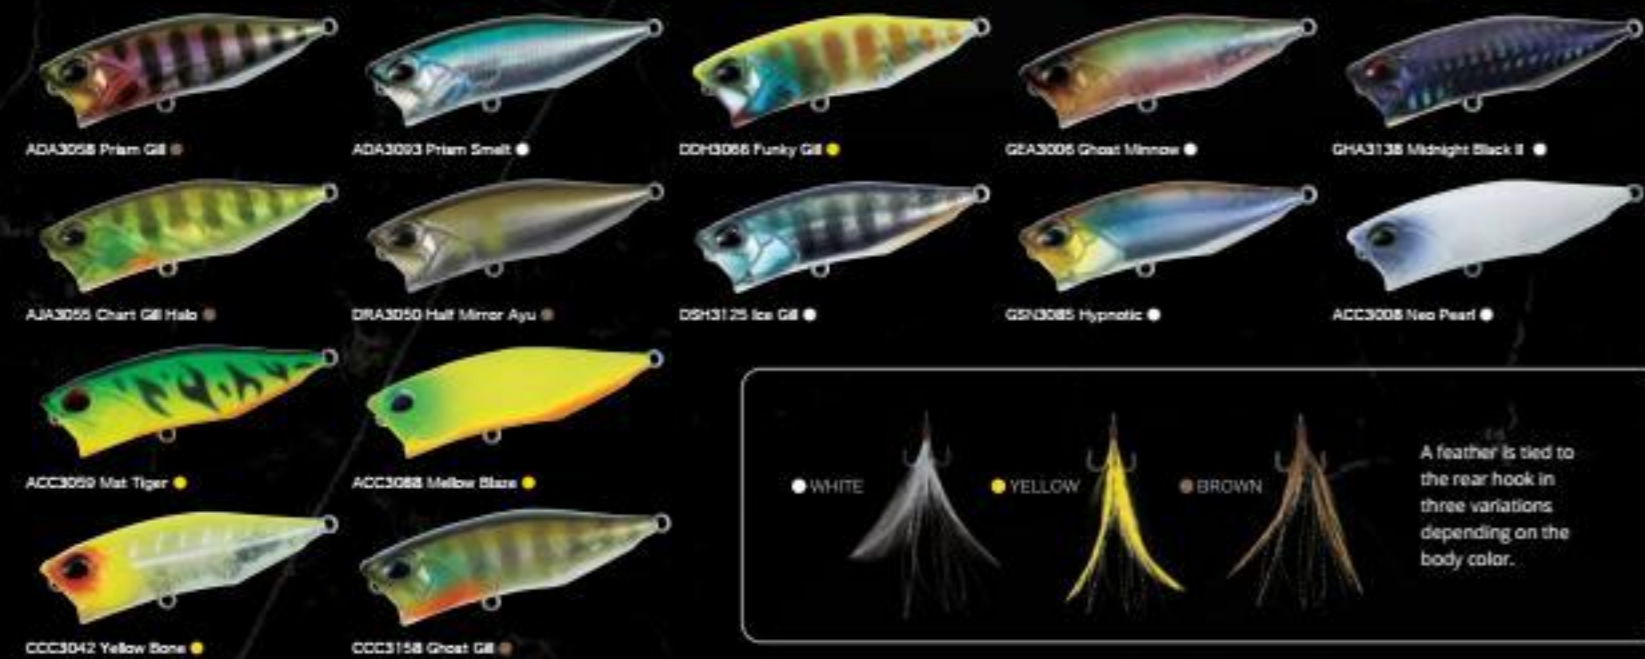 ADA3058 Prism Gill
ADA3093 Prism Smelt
DDH3066 Funky Gill
GEA3006 Ghost Minnow
GHA3138 Midnight Black II
AJA3055 Chart Gill Halo
DRA3050 Half Mirror Ayu
DSH3125 Ice Gill
GSN3085 Hypnotic
ACC3008 Neo Pearl
ACC3059 Mat Tiger
ACC3088 Mellow Blaze
WHITE
YELLOW
BROWN
A feather is tied to
the rear hook in
three variations
depending on the
body color.
CCC3042 Yellow Bone
CCC3158 Ghost Gill